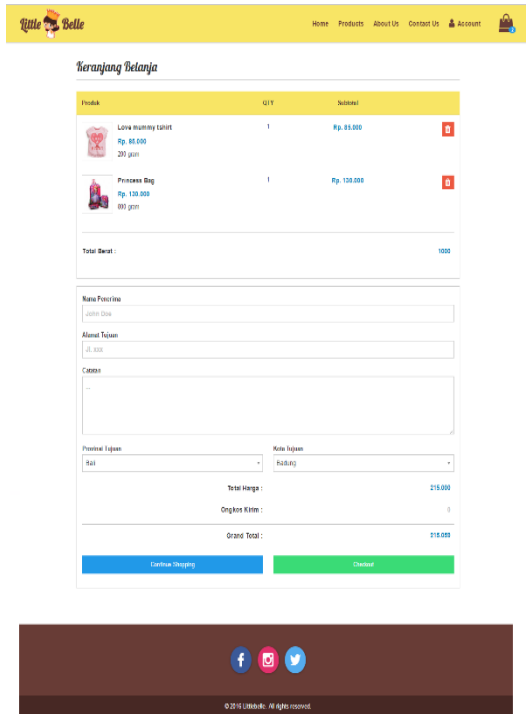 Little Belle
Home Products About Us Contact Us Account
Keranjang Belanja
Produk QTY Subtotal
Love mummy tshirt 1 Rp. 85.000
Rp. 85.000
200 gram
Princess Bag 1 Rp. 130.000
Rp. 130.000
800 gram
Total Berat : 1000
Nama Penerima
John Doe
Alamat Tujuan
Jl. xxx
Catatan
...
Provinsi Tujuan Kota Tujuan
Bali Badung
Total Harga : 215.000
Ongkos Kirim : 0
Grand Total :
Continue Shopping Checkout
© 2016 Littlebelle. All rights reserved.